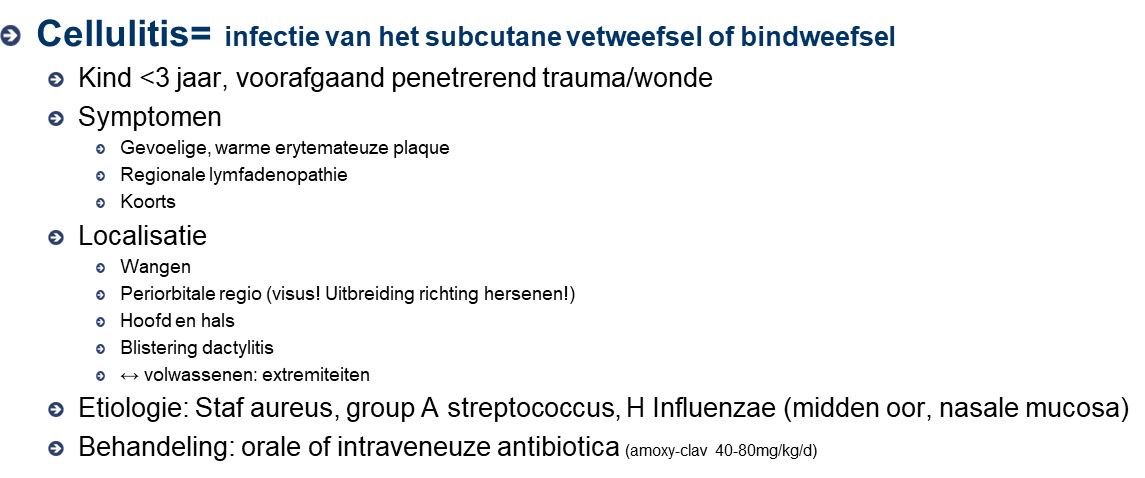 Cellulitis= infectie van het subcutane vetweefsel of bindweefsel
Kind <3 jaar, voorafgaand penetrerend trauma/wonde
Symptomen
Gevoelige, warme erytemateuze plaque
Regionale lymfadenopathie
Koorts
Localisatie
Wangen
Periorbitale regio (visus! Uitbreiding richting hersenen!)
Hoofd en hals
Blistering dactylitis
↔ volwassenen: extremiteiten
Etiologie: Staf aureus, group A streptococcus, H Influenzae (midden oor, nasale mucosa)
Behandeling: orale of intraveneuze antibiotica (amoxy-clav 40-80mg/kg/d)